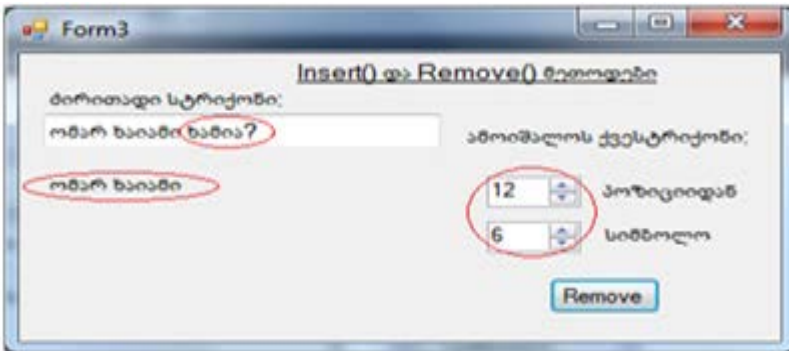 Form3
Insert() და Remove() მეთოდები
ძირითადი სტრიქონი:
ომარ ხაიამი ხამია?
ამოიშალოს ქვესტრიქონი:
ომარ ხაიამი
12 პოზიციიდან
6 სიმბოლო
Remove